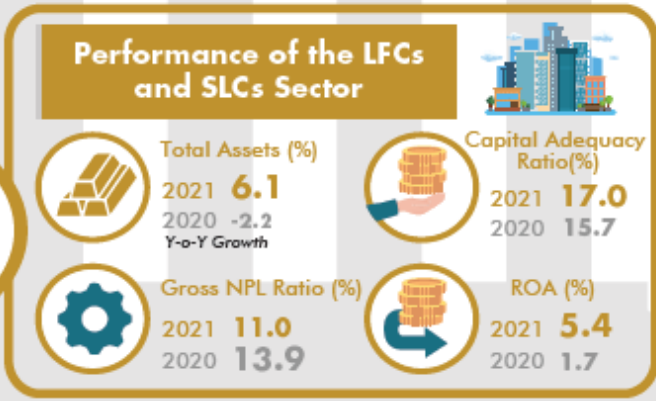 Performance of the LFCs
and SLCs Sector
Total Assets (%)
2021 6.1
2020 -2.2
Y-o-Y Growth
Capital Adequacy
Ratio(%)
2021 17.0
2020 15.7
Gross NPL Ratio (%)
2021 11.0
2020 13.9
ROA (%)
2021 5.4
2020 1.7